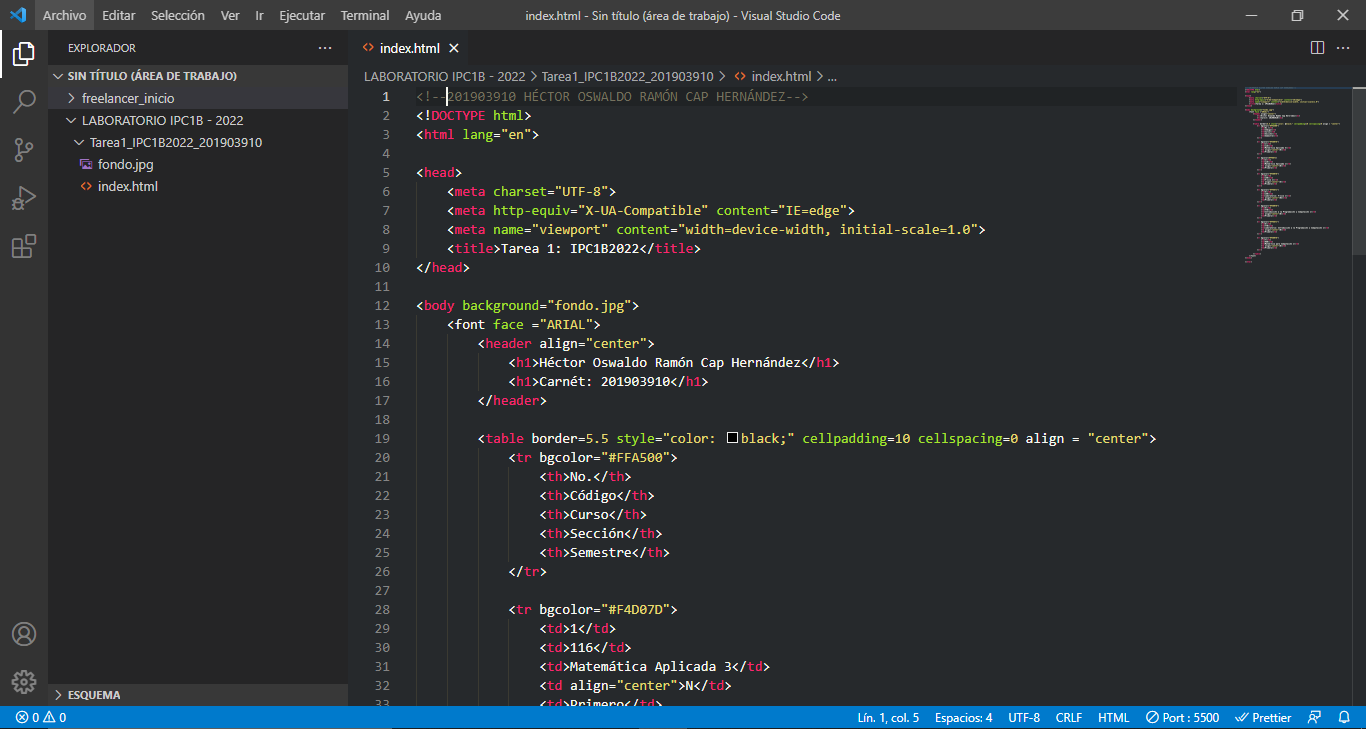 Archivo Editar Selección Ver Ir Ejecutar Terminal Ayuda index.html - Sin título (área de trabajo) - Visual Studio Code
EXPLORADOR
SIN TÍTULO (ÁREA DE TRABAJO)
freelancer_inicio
LABORATORIO IPC1B - 2022
Tarea1_IPC1B2022_201903910
fondo.jpg
index.html
ESQUEMA
index.html
LABORATORIO IPC1B - 2022 > Tarea1_IPC1B2022_201903910 > index.html > ...
1 <!--201903910 HÉCTOR OSWALDO RAMÓN CAP HERNÁNDEZ-->
2 <!DOCTYPE html>
3 <html lang="en">
4
5 <head>
6 <meta charset="UTF-8">
7 <meta http-equiv="X-UA-Compatible" content="IE=edge">
8 <meta name="viewport" content="width=device-width, initial-scale=1.0">
9 <title>Tarea 1: IPC1B2022</title>
10 </head>
11
12 <body background="fondo.jpg">
13 <font face ="ARIAL">
14 <header align="center">
15 <h1>Héctor Oswaldo Ramón Cap Hernández</h1>
16 <h1>Carnét: 201903910</h1>
17 </header>
18
19 <table border=5.5 style="color: black;" cellpadding=10 cellspacing=0 align = "center">
20 <tr bgcolor="#FFA500">
21 <th>No.</th>
22 <th>Código</th>
23 <th>Curso</th>
24 <th>Sección</th>
25 <th>Semestre</th>
26 </tr>
27
28 <tr bgcolor="#F4D07D">
29 <td>1</td>
30 <td>116</td>
31 <td>Matemática Aplicada 3</td>
32 <td align="center">N</td>
33 <td>Primero</td>
0 0 Lín. 1, col. 5 Espacios: 4 UTF-8 CRLF HTML Port : 5500 Prettier